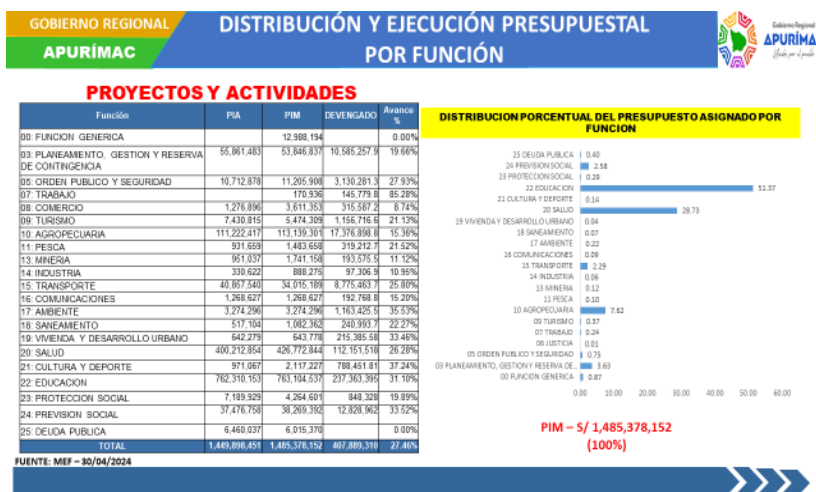 GOBIERNO REGIONAL
APURÍMAC
DISTRIBUCIÓN Y EJECUCIÓN PRESUPUESTAL
POR FUNCIÓN
Gobierno Regional
APURÍMA
PROYECTOS Y ACTIVIDADES
Función PIA PIM DEVENGADO Avance %
00: FUNCION GENERICA 12,988,194 0.00%
03: PLANEAMIENTO, GESTION Y RESERVA DE CONTINGENCIA 55,861,483 53,846,837 10,585,257.9 19.66%
05: ORDEN PUBLICO Y SEGURIDAD 10,712,878 11,205,908 3,130,281.3 27.93%
07: TRABAJO 170,936 145,779.8 85.28%
08: COMERCIO 1,276,896 3,611,353 315,587.2 8.74%
09: TURISMO 7,430,815 5,474,309 1,156,716.6 21.13%
10: AGROPECUARIA 111,222,417 113,139,301 17,376,898.8 15.36%
11: PESCA 931,659 1,483,658 319,212.7 21.52%
13: MINERIA 951,037 1,741,158 193,575.5 11.12%
14: INDUSTRIA 330,622 888,275 97,306.9 10.95%
15: TRANSPORTE 40,867,540 34,015,189 8,775,463.7 25.80%
16: COMUNICACIONES 1,268,627 1,268,627 192,768.8 15.20%
17: AMBIENTE 3,274,296 3,274,296 1,163,425.5 35.53%
18: SANEAMIENTO 517,104 1,082,362 240,993.7 22.27%
19: VIVIENDA Y DESARROLLO URBANO 642,279 643,778 215,385.58 33.46%
20: SALUD 400,212,854 426,772,844 112,151,518 26.28%
21: CULTURA Y DEPORTE 971,067 2,117,227 788,451.81 37.24%
22: EDUCACION 762,310,153 763,104,537 237,363,395 31.10%
23: PROTECCION SOCIAL 7,189,929 4,264,601 848,328 19.89%
24: PREVISION SOCIAL 37,476,758 38,269,392 12,828,962 33.52%
25: DEUDA PUBLICA 6,460,037 6,015,370 0.00%
TOTAL 1,449,898,451 1,485,378,152 407,889,310 27.46%
FUENTE: MEF – 30/04/2024
DISTRIBUCION PORCENTUAL DEL PRESUPUESTO ASIGNADO POR
FUNCION
25 DEUDA PUBLICA 0.40
24 PREVISION SOCIAL 2.58
23 PROTECCION SOCIAL 0.29
22 EDUCACION 51.37
21 CULTURA Y DEPORTE 0.14
20 SALUD 28.73
19 VIVIENDA Y DESARROLLO URBANO 0.04
18 SANEAMIENTO 0.07
17 AMBIENTE 0.22
16 COMUNICACIONES 0.09
15 TRANSPORTE 2.29
14 INDUSTRIA 0.06
13 MINERIA 0.12
11 PESCA 0.10
10 AGROPECUARIA 7.62
09 TURISMO 0.37
07 TRABAJO 0.24
06 JUSTICIA 0.01
05 ORDEN PUBLICO Y SEGURIDAD 0.75
03 PLANEAMIENTO, GESTION Y RESERVA DE... 3.63
00 FUNCION GENERICA 0.87
0.00 10.00 20.00 30.00 40.00 50.00 60.00
PIM – S/ 1,485,378,152
(100%)